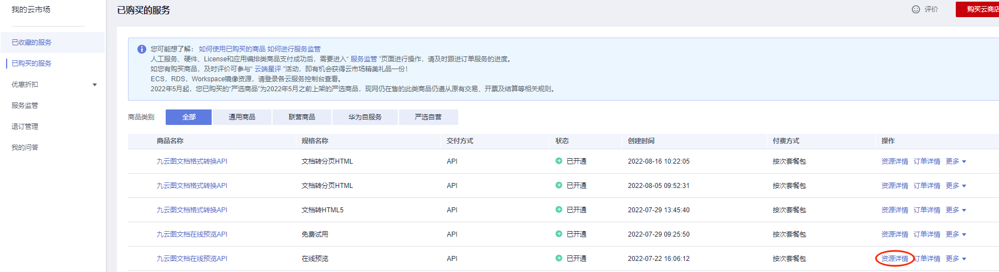 我的云市场
已收藏的服务
已购买的服务
优惠折扣
服务监管
退订管理
我的问答
已购买的服务
评价
购买云商店
您可能想了解： 如何使用已购买的商品 如何进行服务监管
人工服务、硬件、License和应用编排类商品支付成功后，需要进入“ 服务监管 ”页面进行操作，请及时跟进订单服务的进度。
如您有购买商品，及时评价可参与“ 云端星评 ”活动，即有机会获得云市场精美礼品一份！
ECS，RDS，Workspace镜像资源，请登录各云服务控制台查看。
2022年5月起，您已购买的“严选商品”为2022年5月之前上架的严选商品，现网仍在售的此类商品仍遵从原有交易、开票及结算等相关规则。
商品类别 全部 通用商品 联营商品 华为自服务 严选自营
商品名称 规格名称 交付方式 状态 创建时间 付费方式 操作
九云图文档格式转换API 文档转分页HTML API 已开通 2022-08-16 10:22:05 按次套餐包 资源详情 订单详情 更多
九云图文档格式转换API 文档转分页HTML API 已开通 2022-08-05 09:52:31 按次套餐包 资源详情 订单详情 更多
九云图文档格式转换API 文档转HTML5 API 已开通 2022-07-29 13:45:40 按次套餐包 资源详情 订单详情 更多
九云图文档在线预览API 免费试用 API 已开通 2022-07-29 09:25:50 按次套餐包 资源详情 订单详情 更多
九云图文档在线预览API 在线预览 API 已开通 2022-07-22 16:06:12 按次套餐包 资源详情 订单详情 更多